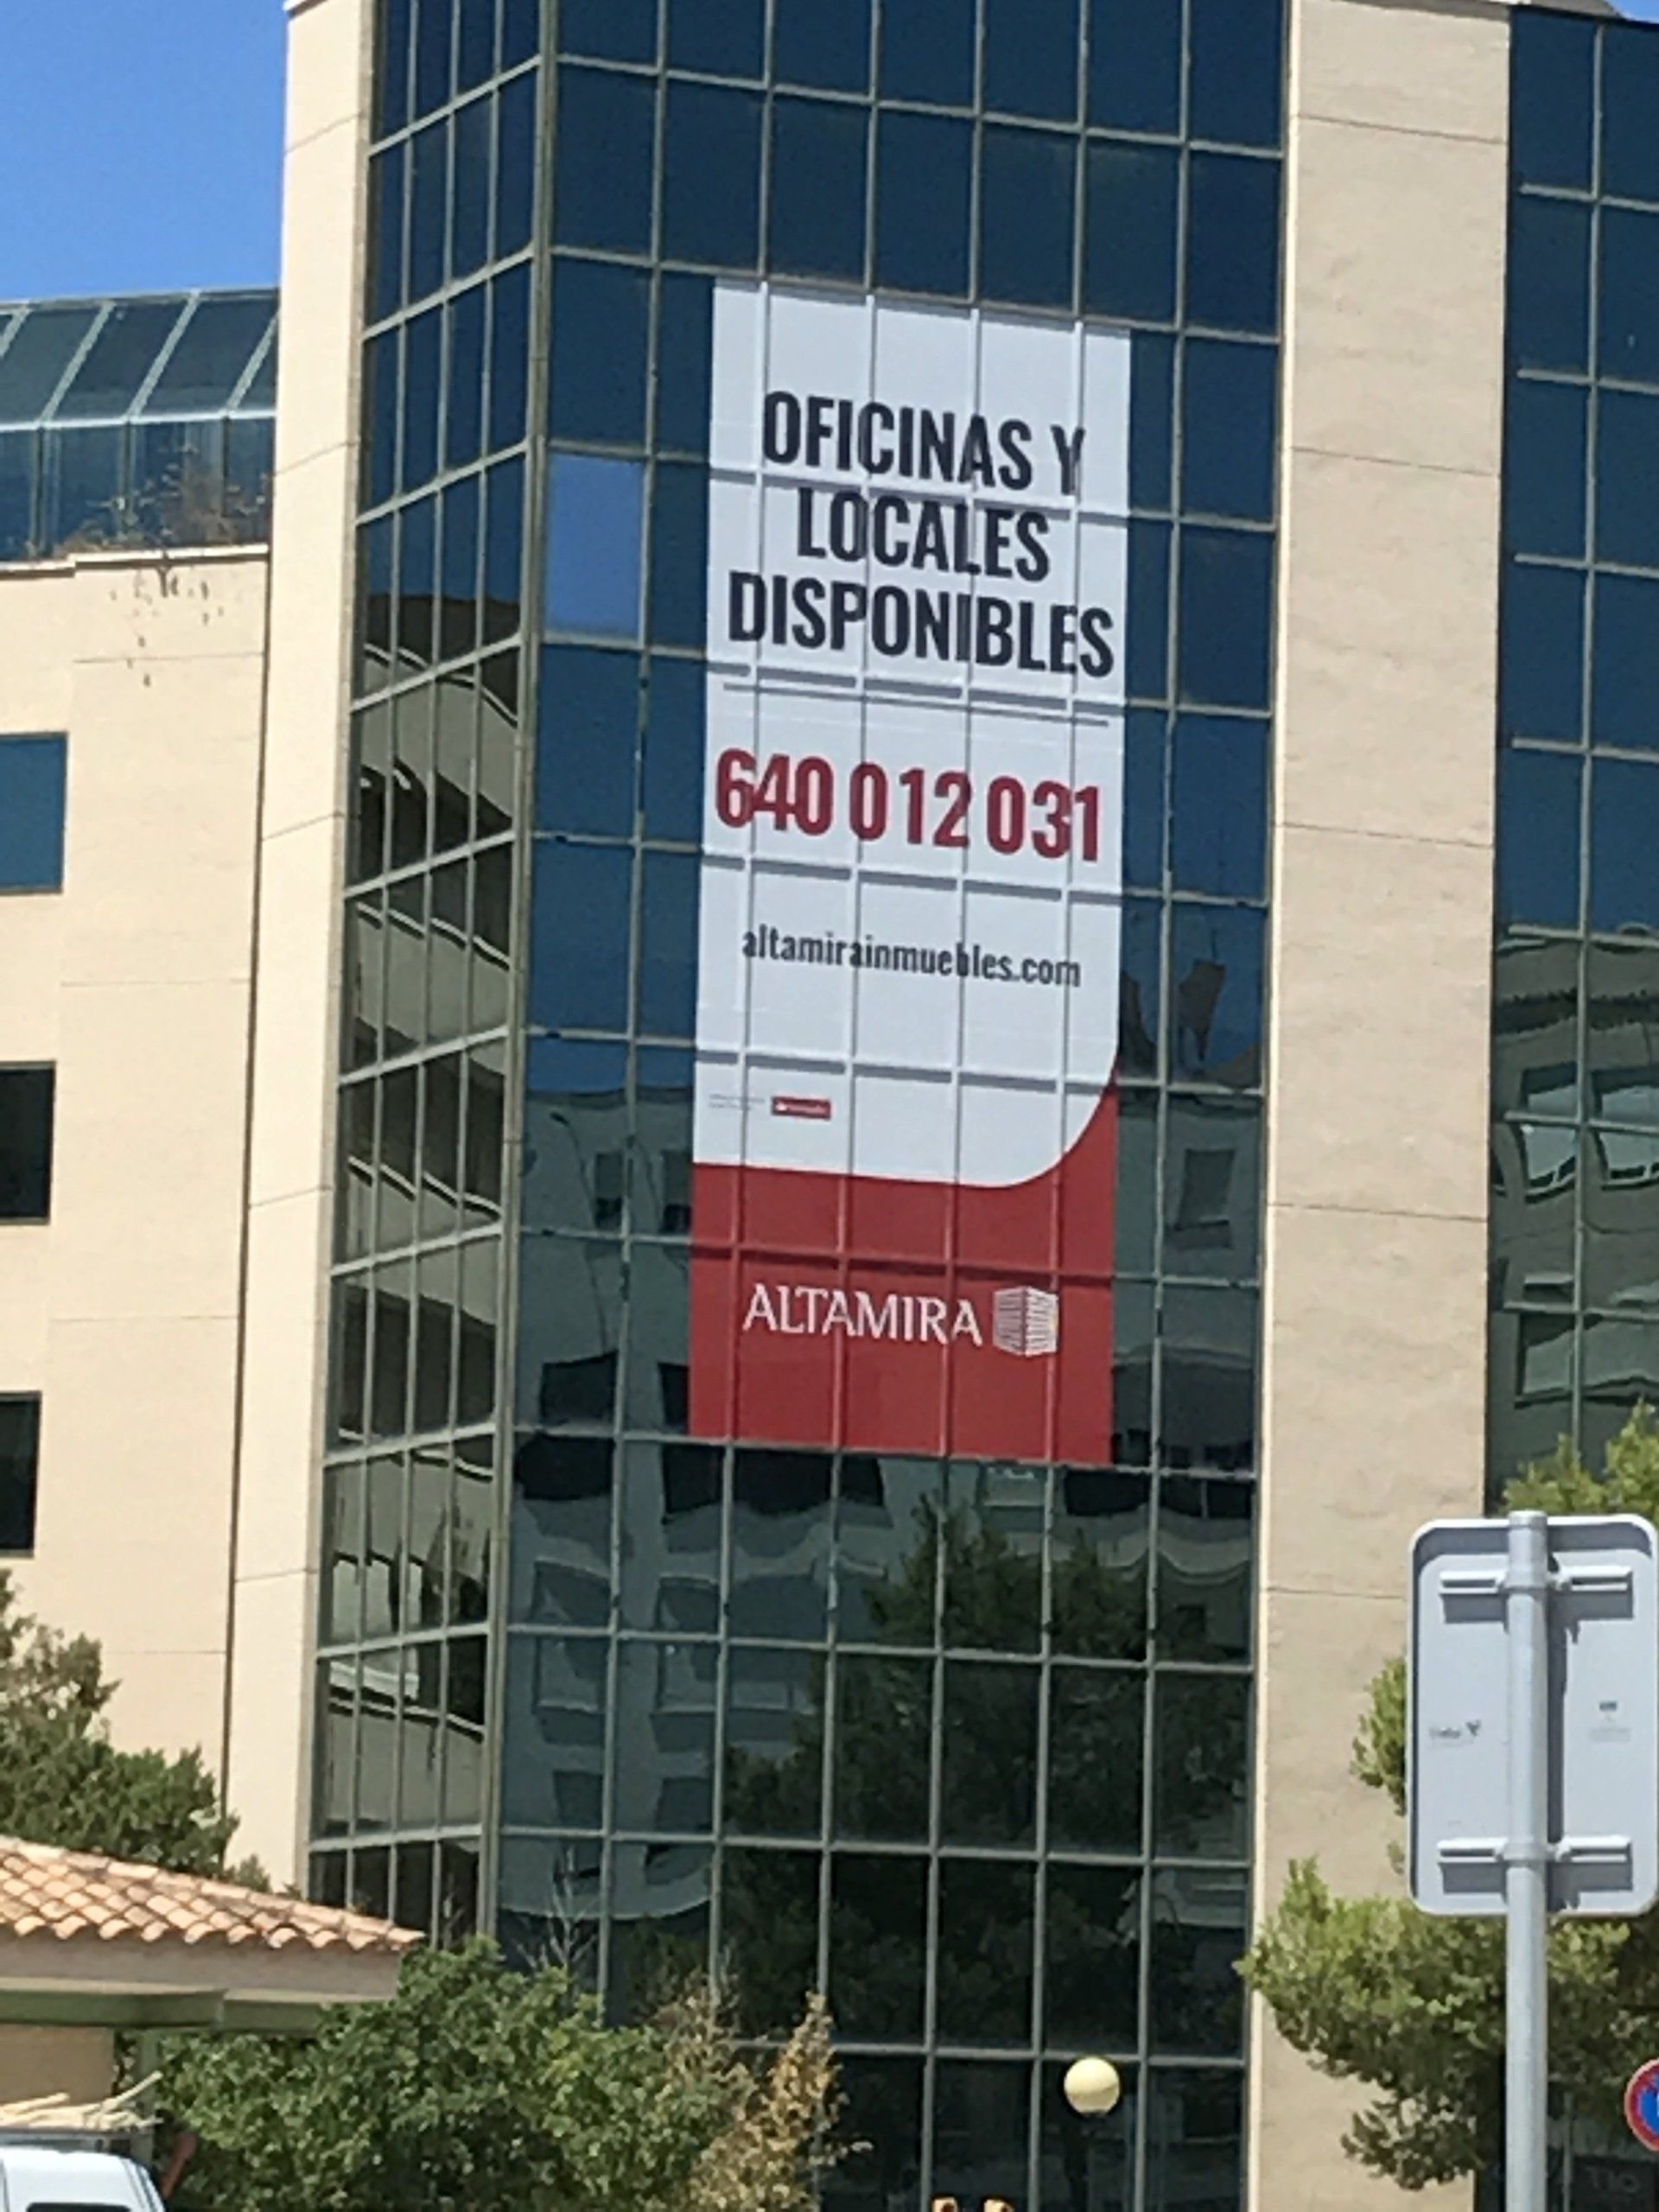 OFICINAS Y
LOCALES
DISPONIBLES
640 012 031
altamirainmuebles.com
ALTAMIRA